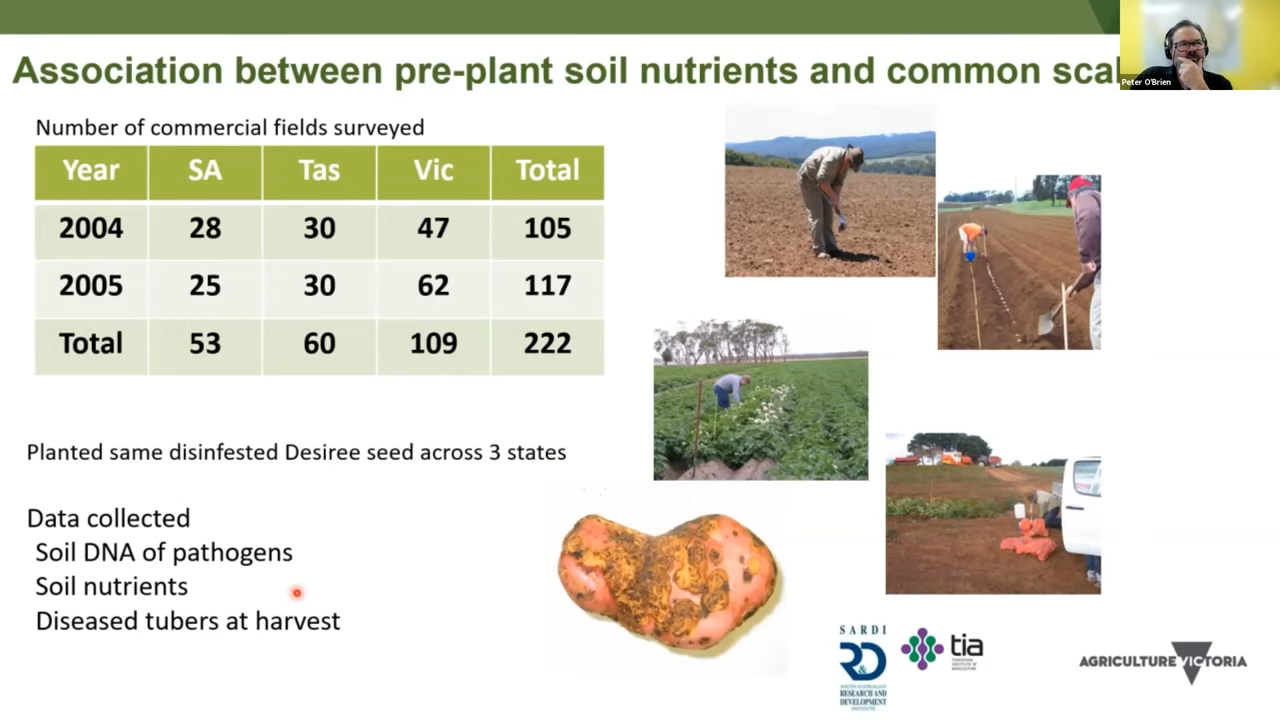 Association between pre-plant soil nutrients and common sca
Peter O'Brien
Number of commercial fields surveyed
Year SA Tas Vic Total
2004 28 30 47 105
2005 25 30 62 117
Total 53 60 109 222
Planted same disinfested Desiree seed across 3 states
Data collected
Soil DNA of pathogens
Soil nutrients
Diseased tubers at harvest
SARDI
R&D
SOUTH AUSTRALIAN
RESEARCH AND
DEVELOPMENT
INSTITUTE
tia
TASMANIAN
INSTITUTE OF
AGRICULTURE
AGRICULTURE VICTORIA